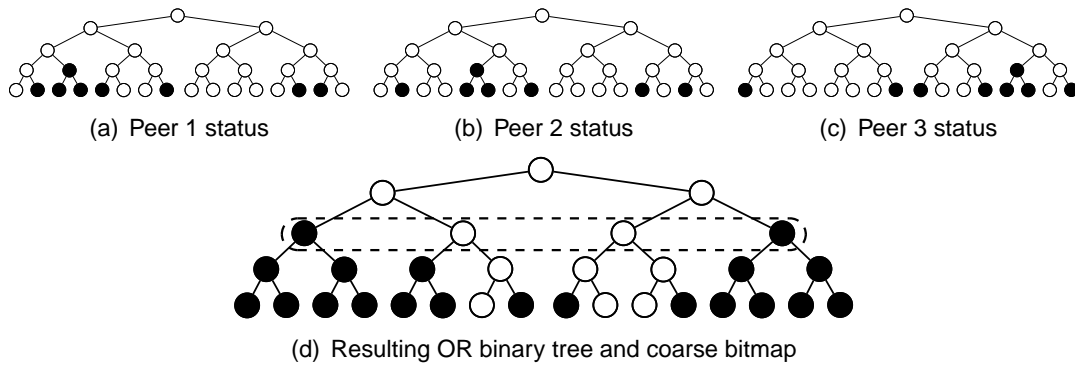 (a) Peer 1 status
(b) Peer 2 status
(c) Peer 3 status
(d) Resulting OR binary tree and coarse bitmap